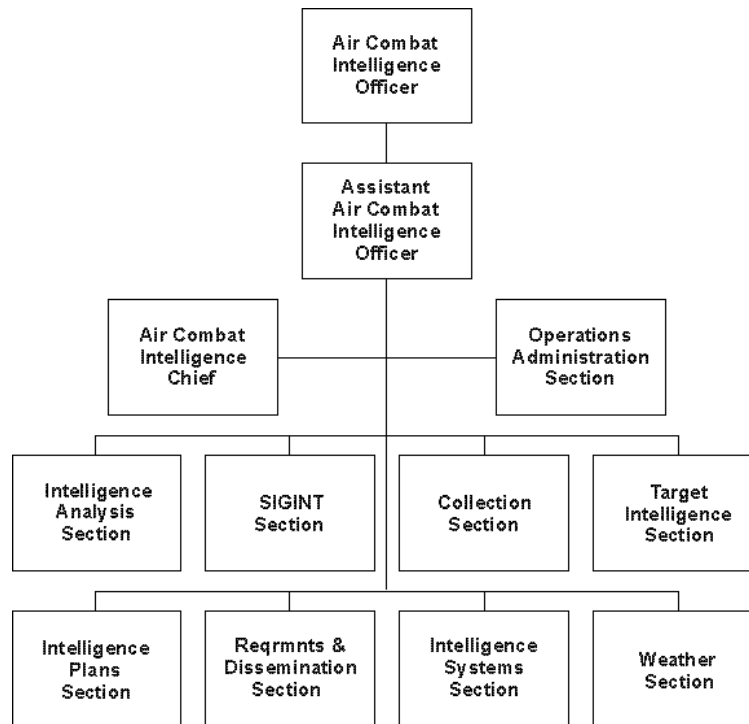 Air Combat
Intelligence
Officer
Assistant
Air Combat
Intelligence
Officer
Air Combat
Intelligence
Chief
Operations
Administration
Section
Intelligence
Analysis
Section
SIGINT
Section
Collection
Section
Target
Intelligence
Section
Intelligence
Plans
Section
Reqrmnts &
Dissemination
Section
Intelligence
Systems
Section
Weather
Section